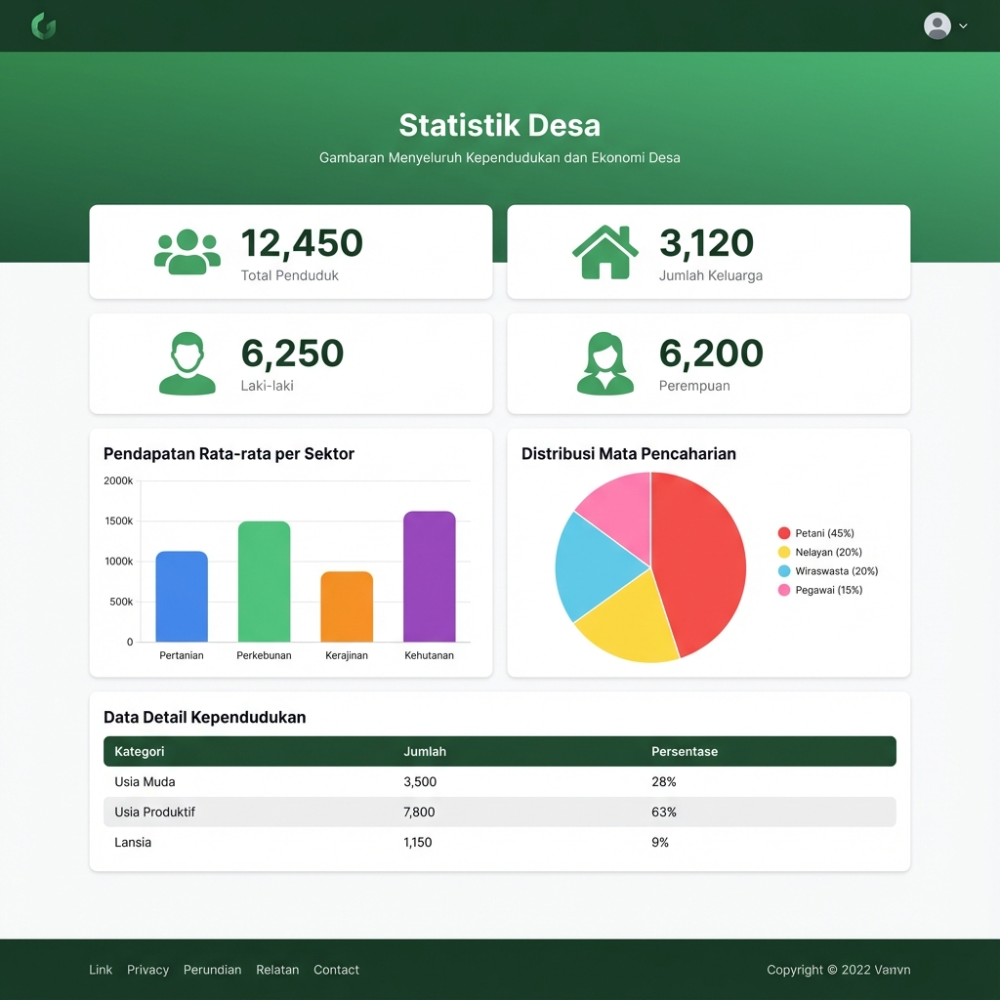 Statistik Desa
Gambaran Menyeluruh Kependudukan dan Ekonomi Desa
12,450
Total Penduduk
3,120
Jumlah Keluarga
6,250
Laki-laki
6,200
Perempuan
Pendapatan Rata-rata per Sektor
2000k
1500k
1000k
500k
0
Pertanian Perkebunan Kerajinan Kehutanan
Distribusi Mata Pencaharian
Petani (45%)
Nelayan (20%)
Wiraswasta (20%)
Pegawai (15%)
Data Detail Kependudukan
Kategori Jumlah Persentase
Usia Muda 3,500 28%
Usia Produktif 7,800 63%
Lansia 1,150 9%
Link Privacy Perundian Relatan Contact
Copyright © 2022